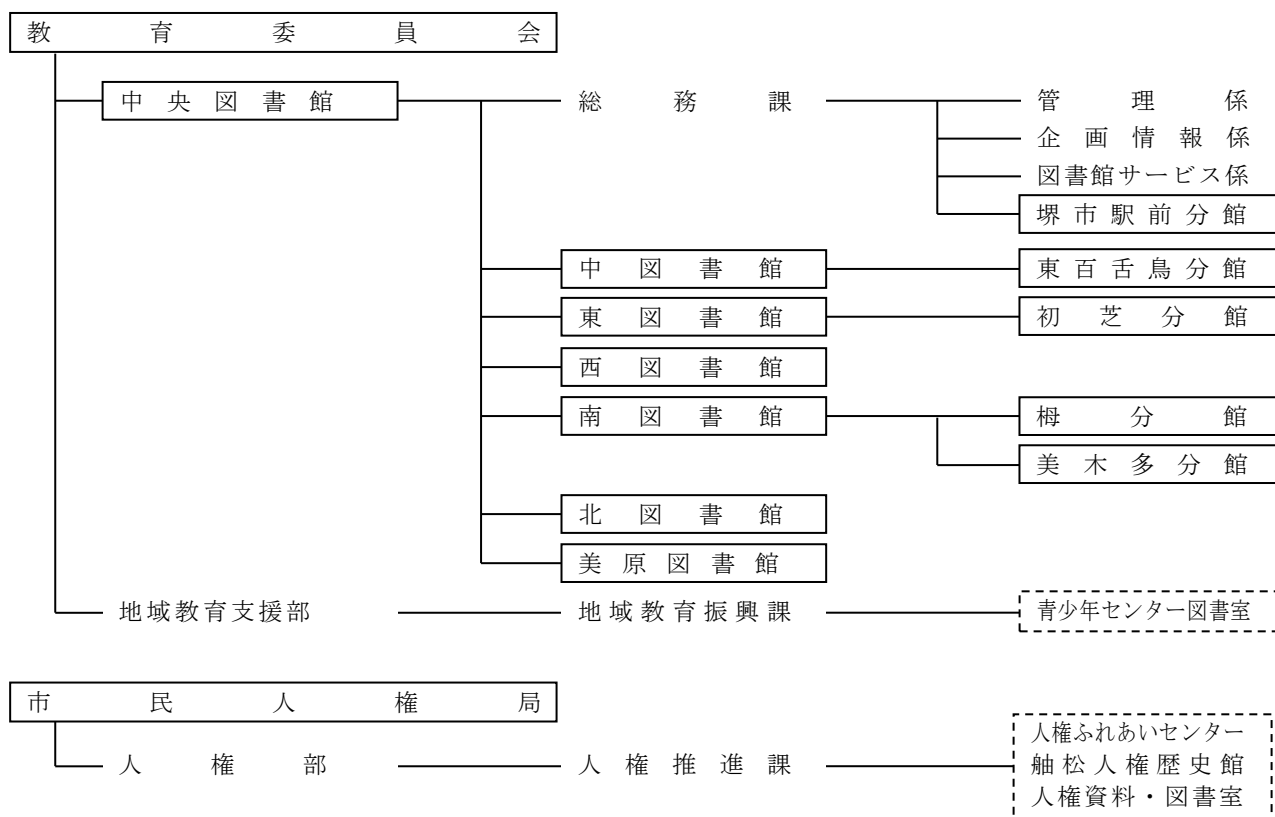 教育委員会
中央図書館
総務課
管理係
企画情報係
図書館サービス係
堺市駅前分館
中図書館
東百舌鳥分館
東図書館
初芝分館
西図書館
南図書館
栂分館
美木多分館
北図書館
美原図書館
地域教育支援部
地域教育振興課
青少年センター図書室
市民人権局
人権部
人権推進課
人権ふれあいセンター
舳松人権歴史館
人権資料・図書室